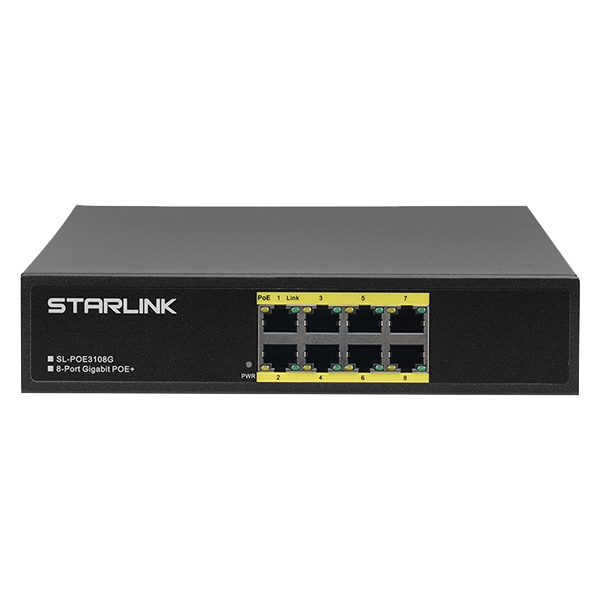 PoE 1 Link 3 5 7
STARLINK
SL-POE3108G
8-Port Gigabit POE+
PWR 2 4 6 8